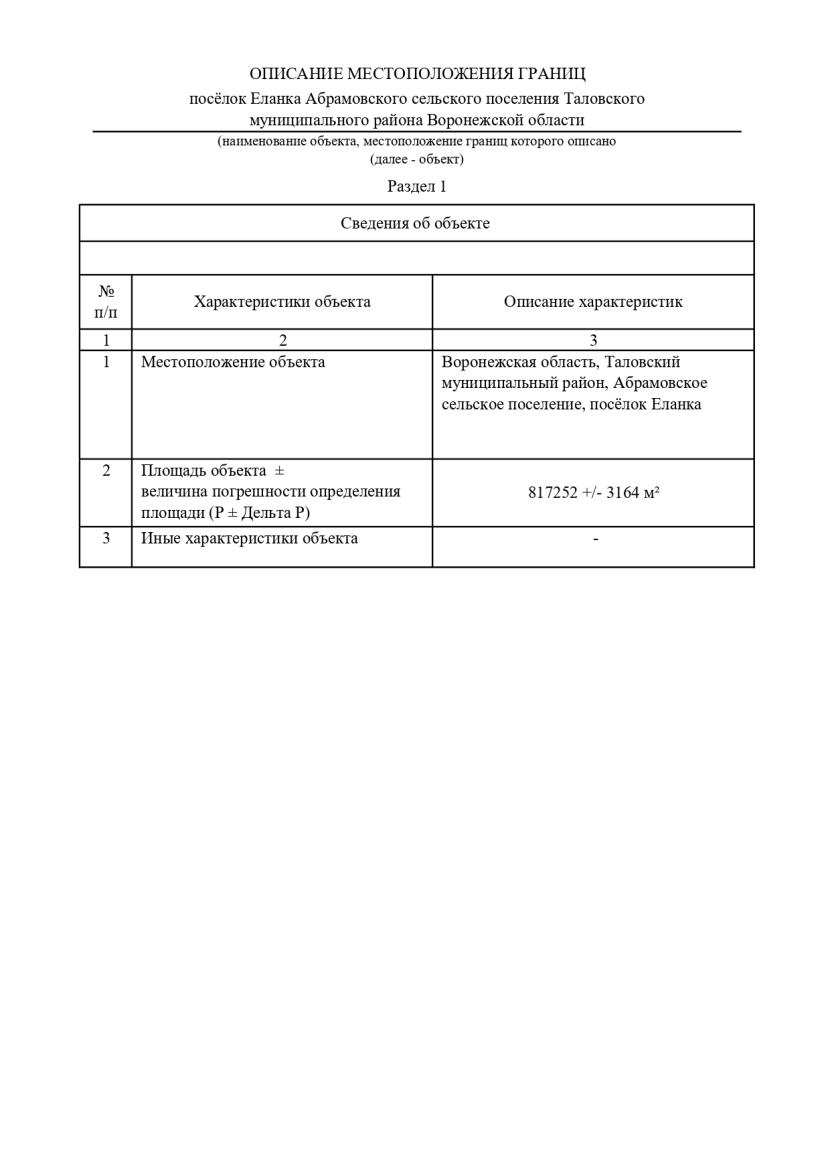 ОПИСАНИЕ МЕСТОПОЛОЖЕНИЯ ГРАНИЦ
посёлок Еланка Абрамовского сельского поселения Таловского
муниципального района Воронежской области
(наименование объекта, местоположение границ которого описано
(далее - объект)
Раздел 1
Сведения об объекте
№
п/п
Характеристики объекта
Описание характеристик
1
2
3
1
Местоположение объекта
Воронежская область, Таловский
муниципальный район, Абрамовское
сельское поселение, посёлок Еланка
2
Площадь объекта ±
величина погрешности определения
площади (P ± Дельта P)
817252 +/- 3164 м²
3
Иные характеристики объекта
-